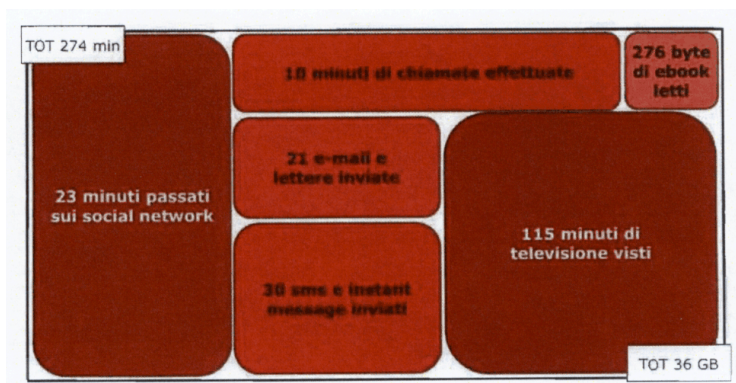 TOT 274 min
18 minuti di chiamate effettuate
276 byte
di ebook
letti
21 e-mail e
lettere inviate
23 minuti passati
sui social network
115 minuti di
televisione visti
30 sms e instant
message inviati
TOT 36 GB